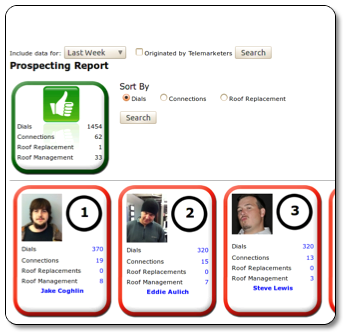 Include data for: Last Week Originated by Telemarketers Search
Prospecting Report
Sort By
Dials Connections Roof Replacement
Search
Dials 1454
Connections 62
Roof Replacement 1
Roof Management 33
1
Dials 370
Connections 19
Roof Replacements 0
Roof Management 8
Jake Coghlin
2
Dials 320
Connections 15
Roof Replacements 0
Roof Management 7
Eddie Aulich
3
Dials 320
Connections 13
Roof Replacements 0
Roof Management 3
Steve Lewis